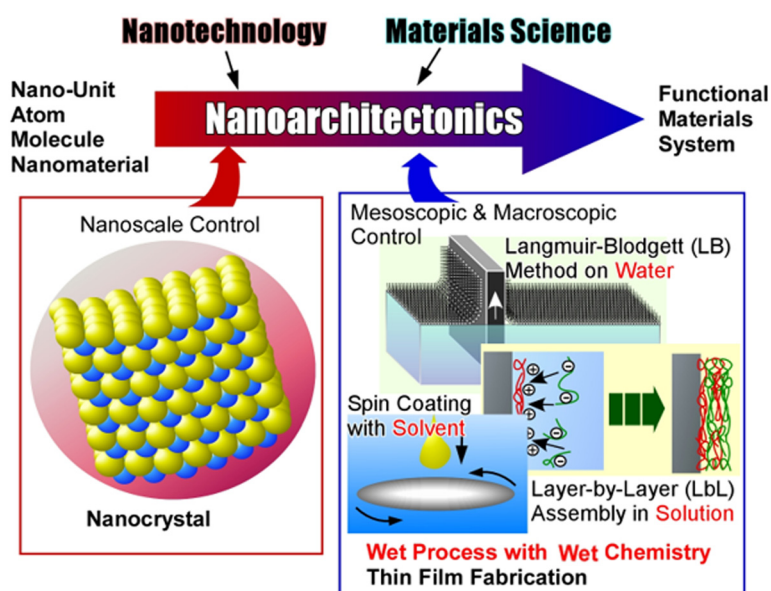 Nanotechnology
Materials Science
Nano-Unit
Atom
Molecule
Nanomaterial
Nanoarchitectonics
Functional
Materials
System
Nanoscale Control
Nanocrystal
Mesoscopic & Macroscopic
Control
Langmuir-Blodgett (LB)
Method on Water
+ -
+
+ -
+ -
Spin Coating
with Solvent
Layer-by-Layer (LbL)
Assembly in Solution
Wet Process with Wet Chemistry
Thin Film Fabrication